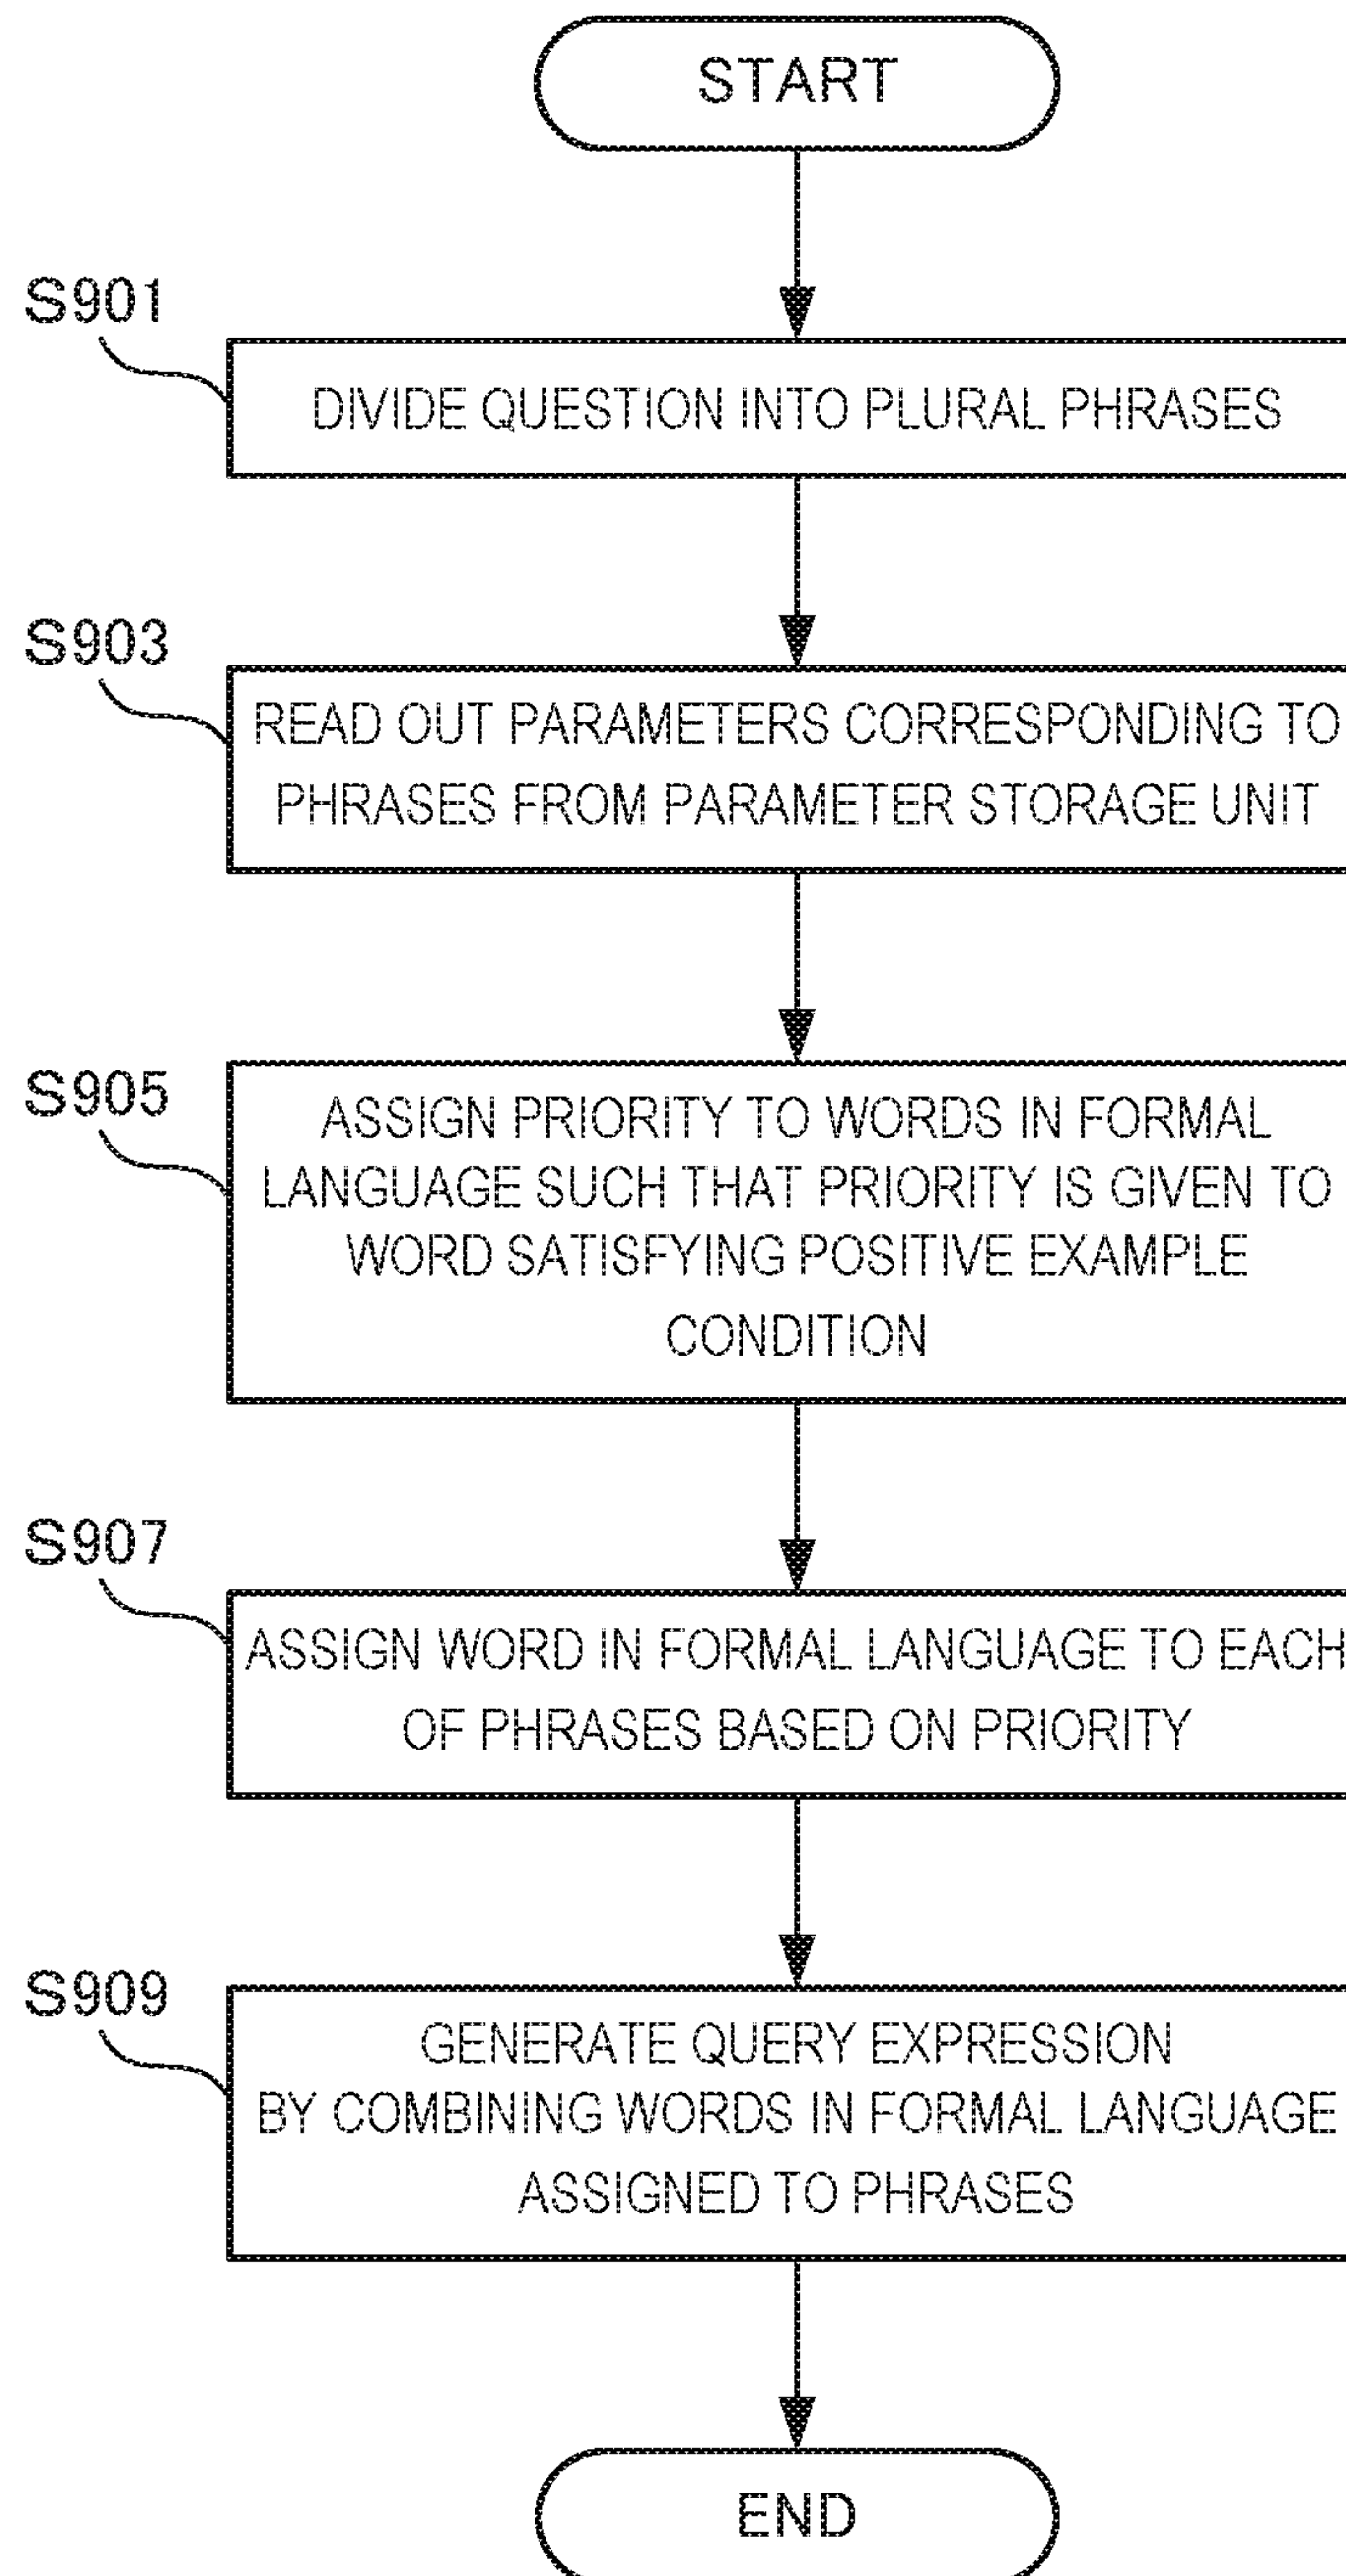 START
S901
DIVIDE QUESTION INTO PLURAL PHRASES
S903
READ OUT PARAMETERS CORRESPONDING TO
PHRASES FROM PARAMETER STORAGE UNIT
S905
ASSIGN PRIORITY TO WORDS IN FORMAL
LANGUAGE SUCH THAT PRIORITY IS GIVEN TO
WORD SATISFYING POSITIVE EXAMPLE
CONDITION
S907
ASSIGN WORD IN FORMAL LANGUAGE TO EACH
OF PHRASES BASED ON PRIORITY
S909
GENERATE QUERY EXPRESSION
BY COMBINING WORDS IN FORMAL LANGUAGE
ASSIGNED TO PHRASES
END